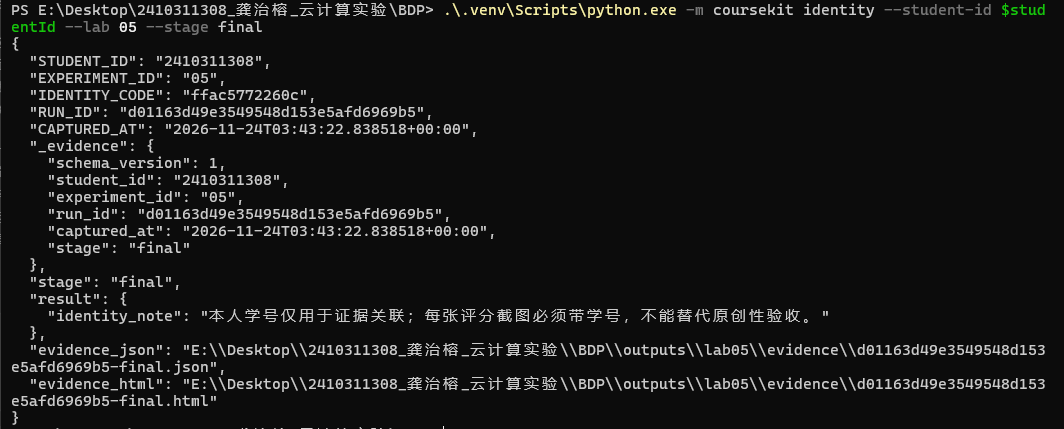 PS E:\Desktop\2410311308_龚治榕_云计算实验\BDP> .\.venv\Scripts\python.exe -m coursekit identity --student-id $stud
entId --lab 05 --stage final
{
  "STUDENT_ID": "2410311308",
  "EXPERIMENT_ID": "05",
  "IDENTITY_CODE": "ffac5772260c",
  "RUN_ID": "d01163d49e3549548d153e5afd6969b5",
  "CAPTURED_AT": "2026-11-24T03:43:22.838518+00:00",
  "_evidence": {
    "schema_version": 1,
    "student_id": "2410311308",
    "experiment_id": "05",
    "run_id": "d01163d49e3549548d153e5afd6969b5",
    "captured_at": "2026-11-24T03:43:22.838518+00:00",
    "stage": "final"
  },
  "stage": "final",
  "result": {
    "identity_note": "本人学号仅用于证据关联；每张评分截图必须带学号，不能替代原创性验收。"
  },
  "evidence_json": "E:\\Desktop\\2410311308_龚治榕_云计算实验\\BDP\\outputs\\lab05\\evidence\\d01163d49e3549548d153
e5afd6969b5-final.json",
  "evidence_html": "E:\\Desktop\\2410311308_龚治榕_云计算实验\\BDP\\outputs\\lab05\\evidence\\d01163d49e3549548d153
e5afd6969b5-final.html"
}